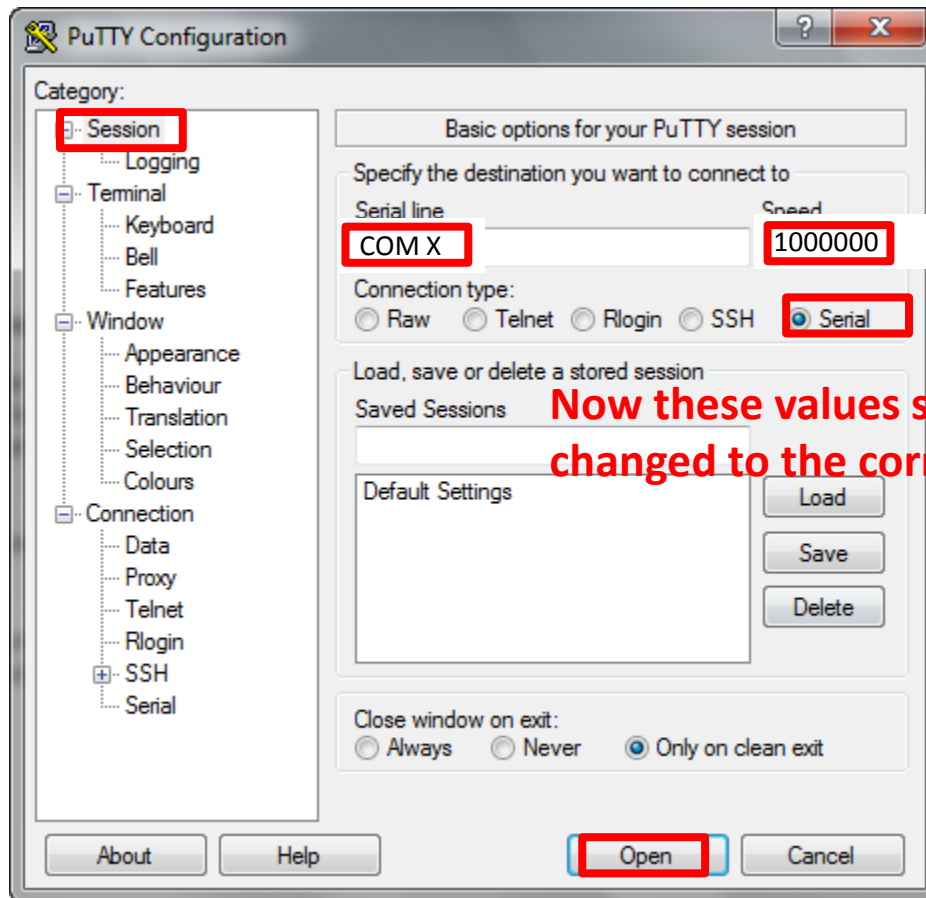 PuTTY Configuration
Category:
Session
Logging
Terminal
Keyboard
Bell
Features
Window
Appearance
Behaviour
Translation
Selection
Colours
Connection
Data
Proxy
Telnet
Rlogin
SSH
Serial
Basic options for your PuTTY session
Specify the destination you want to connect to
Serial line Speed
COM X 1000000
Connection type:
Raw Telnet Rlogin SSH Serial
Load, save or delete a stored session
Saved Sessions
Now these values s
changed to the cor
Default Settings
Load
Save
Delete
Close window on exit:
Always Never Only on clean exit
About Help Open Cancel